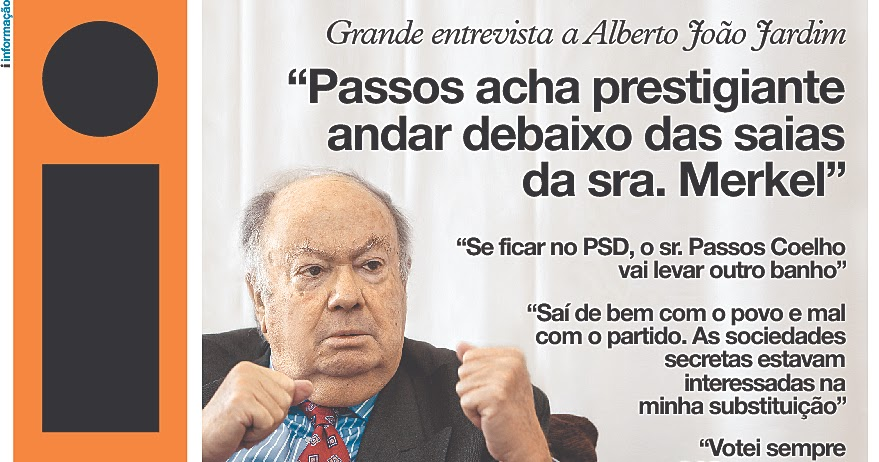 i informação
Grande entrevista a Alberto João Jardim
“Passos acha prestigiante
andar debaixo das saias
da sra. Merkel”
“Se ficar no PSD, o sr. Passos Coelho
vai levar outro banho”
“Saí de bem com o povo e mal
com o partido. As sociedades
secretas estavam
interessadas na
minha substituição”
“Votei sempre
i